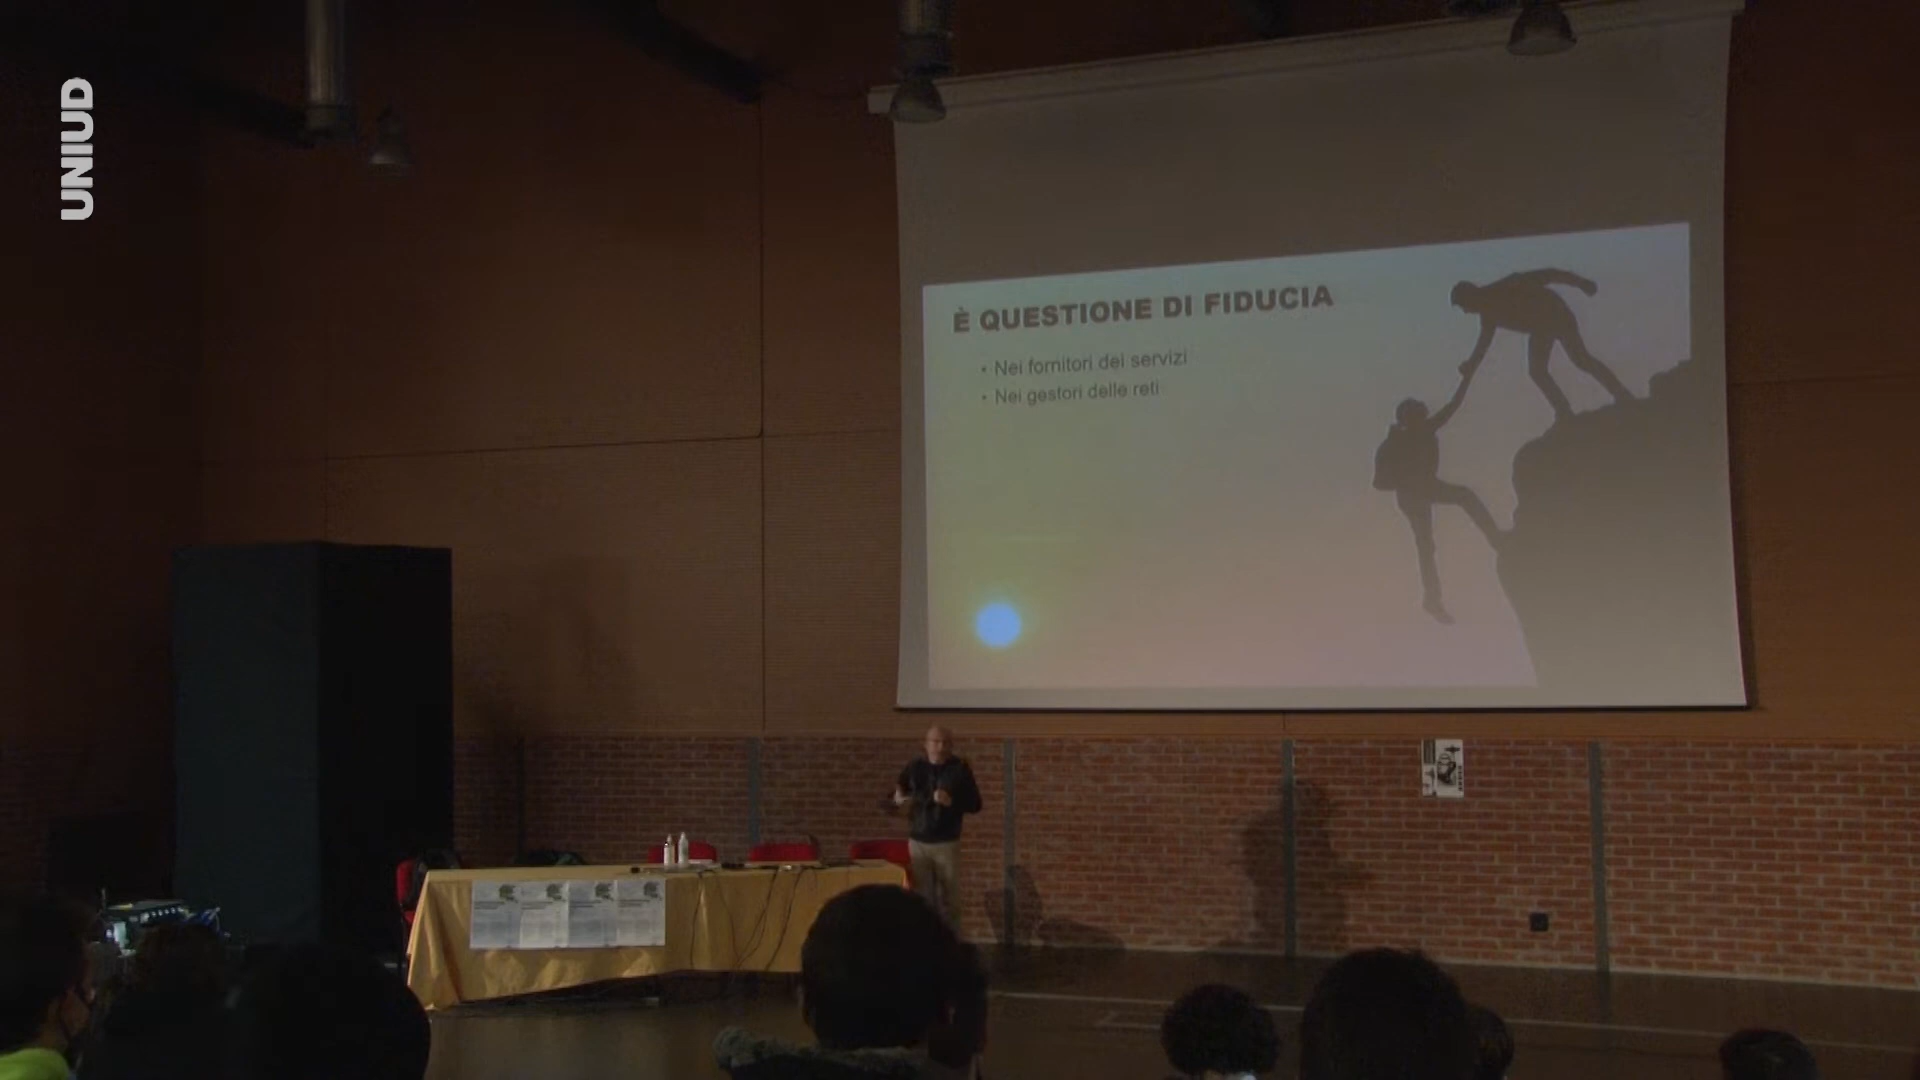 UNIUD
È QUESTIONE DI FIDUCIA
• Nei fornitori dei servizi
• Nei gestori delle reti